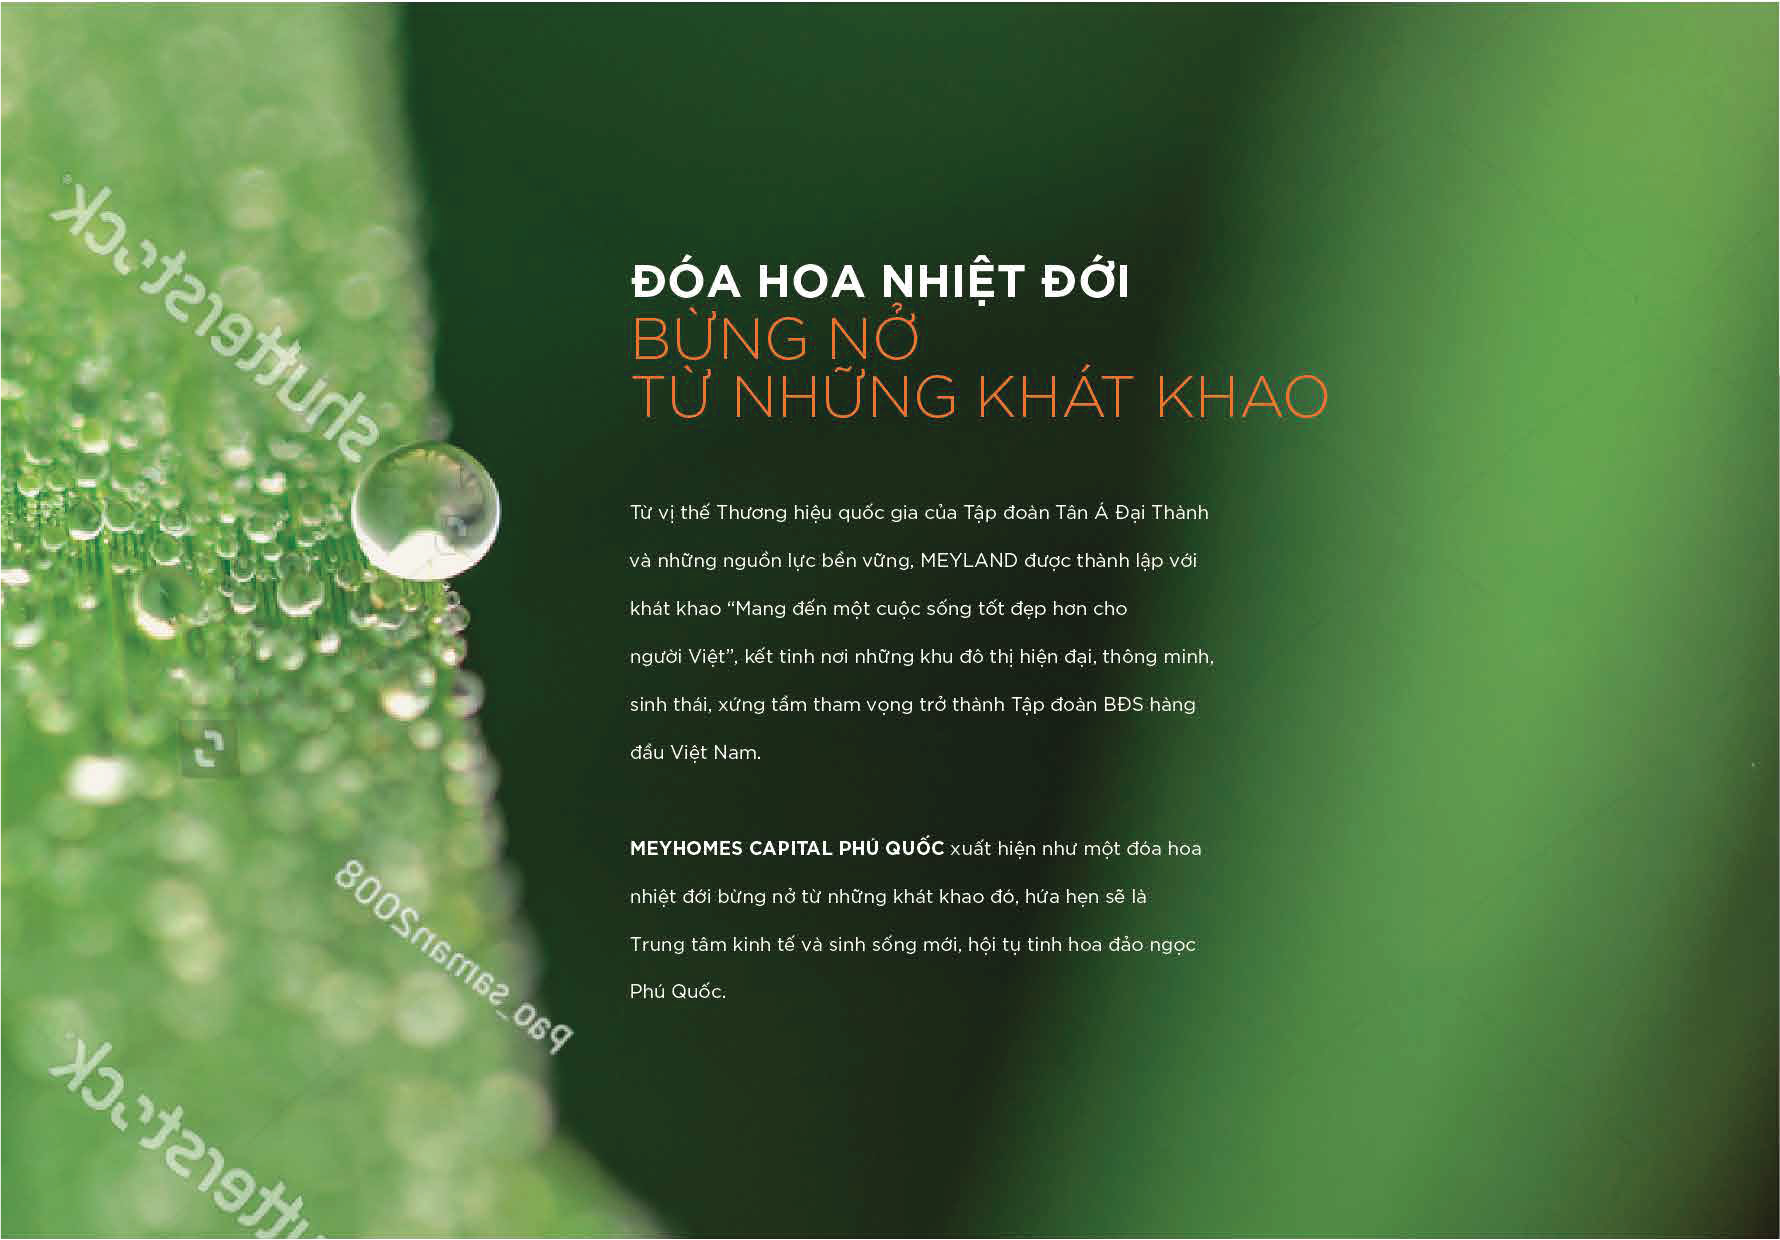 ĐÓA HOA NHIỆT ĐỚI
BỪNG NỞ
TỪ NHỮNG KHÁT KHAO
Từ vị thế Thương hiệu quốc gia của Tập đoàn Tân Á Đại Thành
và những nguồn lực bền vững, MEYLAND được thành lập với
khát khao “Mang đến một cuộc sống tốt đẹp hơn cho
người Việt”, kết tinh nơi những khu đô thị hiện đại, thông minh,
sinh thái, xứng tầm tham vọng trở thành Tập đoàn BĐS hàng
đầu Việt Nam.
MEYHOMES CAPITAL PHÚ QUỐC xuất hiện như một đóa hoa
nhiệt đới bừng nở từ những khát khao đó, hứa hẹn sẽ là
Trung tâm kinh tế và sinh sống mới, hội tụ tinh hoa đảo ngọc
Phú Quốc.
shutterstock
pao_saman2008
shutterstock